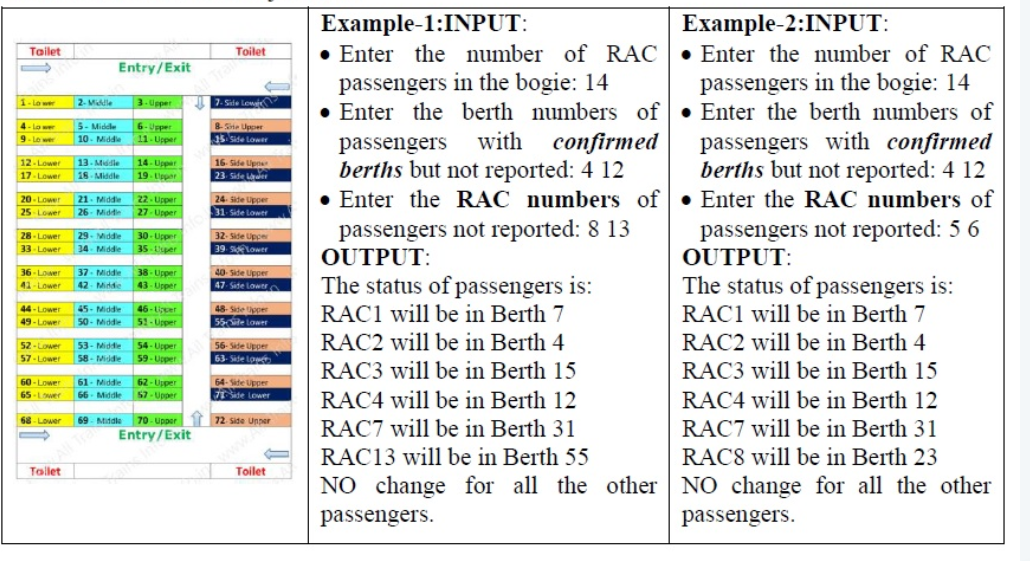 Toilet Toilet
Entry/Exit
1 - Lower 2- Middle 3 - Upper 7- Side Lower
4 - Lower 5 - Middle 6 - Upper 8- Side Upper
9 - Lower 10 - Middle 11 - Upper 15- Side Lower
12 - Lower 13 - Middle 14 - Upper 16- Side Upper
17 - Lower 18 - Middle 19 - Upper 23- Side Lower
20 - Lower 21 - Middle 22 - Upper 24- Side Upper
25 - Lower 26 - Middle 27 - Upper 31- Side Lower
28 - Lower 29 - Middle 30 - Upper 32- Side Upper
33 - Lower 34 - Middle 35 - Upper 39- Side Lower
36 - Lower 37 - Middle 38 - Upper 40- Side Upper
41 - Lower 42 - Middle 43 - Upper 47- Side Lower
44 - Lower 45 - Middle 46 - Upper 48- Side Upper
49 - Lower 50 - Middle 51 - Upper 55- Side Lower
52 - Lower 53 - Middle 54 - Upper 56- Side Upper
57 - Lower 58 - Middle 59 - Upper 63- Side Lower
60 - Lower 61 - Middle 62 - Upper 64- Side Upper
65 - Lower 66 - Middle 67 - Upper 71- Side Lower
68 - Lower 69 - Middle 70 - Upper 72- Side Upper
Entry/Exit
Toilet Toilet
Example-1:INPUT:
• Enter the number of RAC
passengers in the bogie: 14
• Enter the berth numbers of
passengers with confirmed
berths but not reported: 4 12
• Enter the RAC numbers of
passengers not reported: 8 13
OUTPUT:
The status of passengers is:
RAC1 will be in Berth 7
RAC2 will be in Berth 4
RAC3 will be in Berth 15
RAC4 will be in Berth 12
RAC7 will be in Berth 31
RAC13 will be in Berth 55
NO change for all the other
passengers.
Example-2:INPUT:
• Enter the number of RAC
passengers in the bogie: 14
• Enter the berth numbers of
passengers with confirmed
berths but not reported: 4 12
• Enter the RAC numbers of
passengers not reported: 5 6
OUTPUT:
The status of passengers is:
RAC1 will be in Berth 7
RAC2 will be in Berth 4
RAC3 will be in Berth 15
RAC4 will be in Berth 12
RAC7 will be in Berth 31
RAC8 will be in Berth 23
NO change for all the other
passengers.